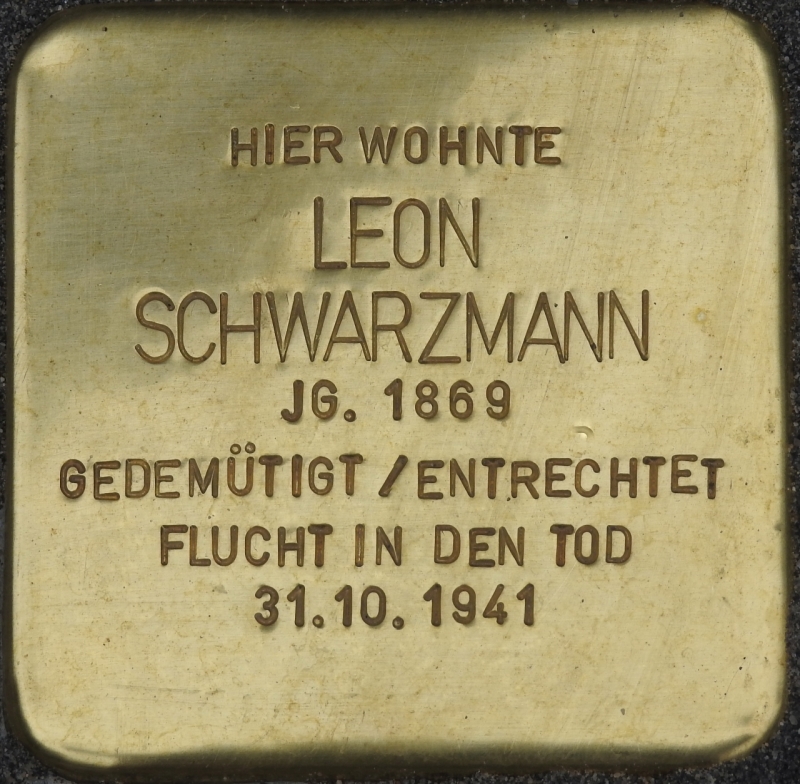 HIER WOHNTE
LEON
SCHWARZMANN
JG. 1869
GEDEMÜTIGT / ENTRECHTET
FLUCHT IN DEN TOD
31.10.1941